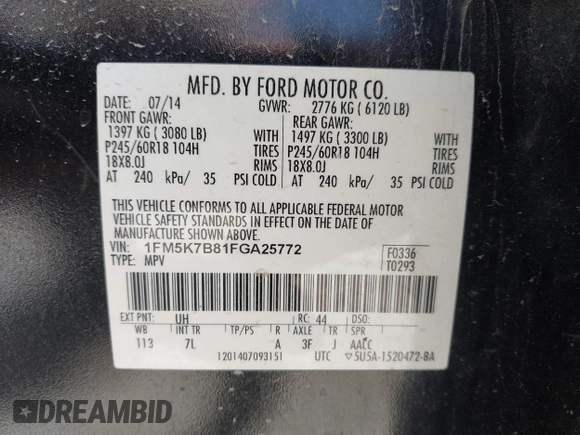 MFD. BY FORD MOTOR CO.
DATE: 07/14 GVWR: 2776 KG ( 6120 LB)
FRONT GAWR: REAR GAWR:
1397 KG ( 3080 LB) WITH 1497 KG ( 3300 LB) WITH
P245/60R18 104H TIRES P245/60R18 104H TIRES
18X8.0J RIMS 18X8.0J RIMS
AT 240 kPa/ 35 PSI COLD AT 240 kPa/ 35 PSI COLD
THIS VEHICLE CONFORMS TO ALL APPLICABLE FEDERAL MOTOR
VEHICLE SAFETY STANDARDS IN EFFECT ON THE DATE OF
MANUFACTURE SHOWN ABOVE.
VIN: 1FM5K7B81FGA25772 F0336
TYPE: MPV T0293
EXT PNT: UH RC: 44 DSO:
WB INT TR TP/PS R AXLE TR SPR
113 7L A 3F J AACC
1201407093151 UTC ▽5U5A-1520472-BA
DREAMBID